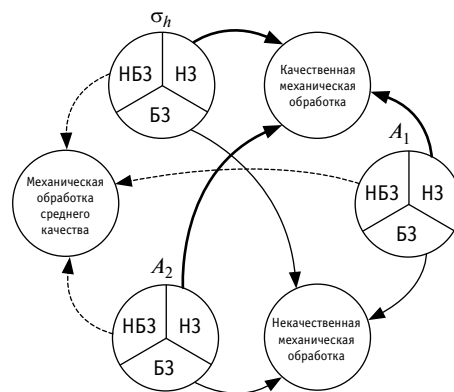 σh
НБЗ НЗ
БЗ
Качественная
механическая
обработка
A1
НБЗ НЗ
БЗ
Механическая
обработка
среднего
качества
A2
НБЗ НЗ
БЗ
Некачественная
механическая
обработка